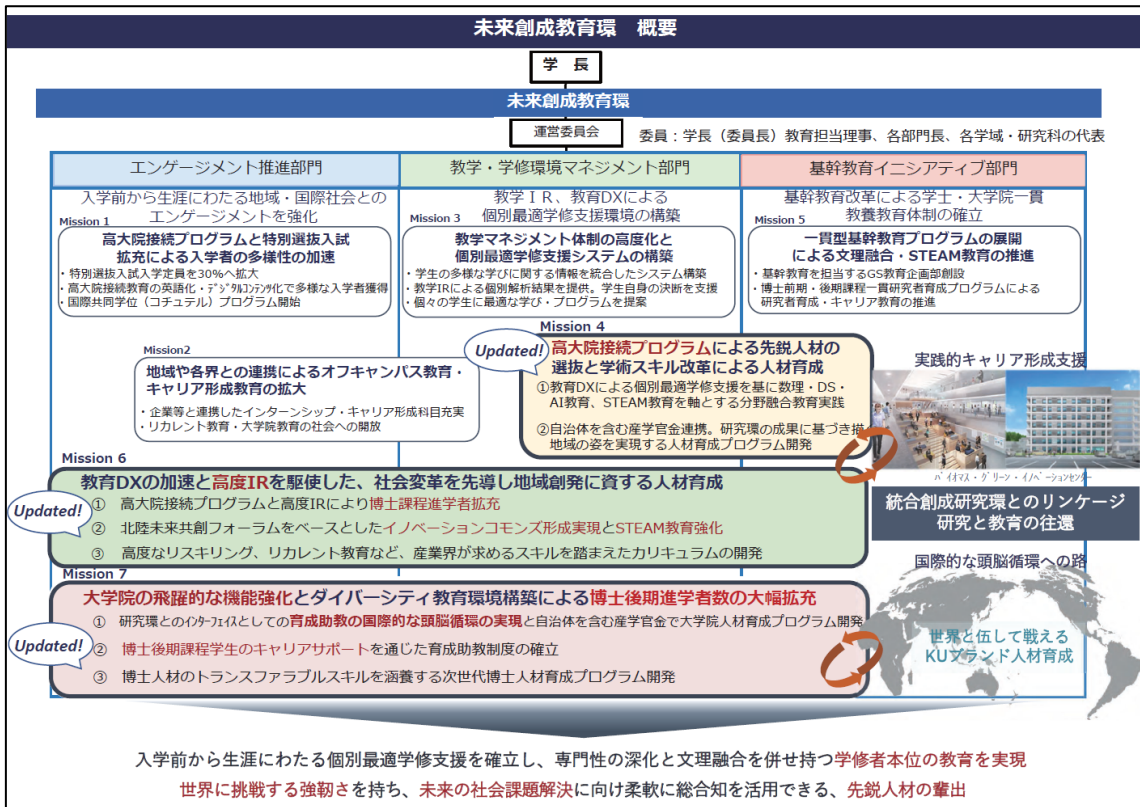 未来創成教育環　概要
学　長
未来創成教育環
運営委員会
委員：学長（委員長）教育担当理事、各部門長、各学域・研究科の代表
エンゲージメント推進部門
入学前から生涯にわたる地域・国際社会との
エンゲージメントを強化
Mission 1
高大院接続プログラムと特別選抜入試
拡充による入学者の多様性の加速
・特別選抜入試入学定員を30%へ拡大
・高大院接続教育の英語化・ﾃﾞｼﾞﾀﾙｺﾝﾃﾝﾂ化で多様な入学者獲得
・国際共同学位（コチュテル）プログラム開始
教学・学修環境マネジメント部門
教学ＩＲ、教育DXによる
個別最適学修支援環境の構築
Mission 3
教学マネジメント体制の高度化と
個別最適学修支援システムの構築
・学生の多様な学びに関する情報を統合したシステム構築
・教学IRによる個別解析結果を提供。学生自身の決断を支援
・個々の学生に最適な学び・プログラムを提案
基幹教育イニシアティブ部門
基幹教育改革による学士・大学院一貫
教養教育体制の確立
Mission 5
一貫型基幹教育プログラムの展開
による文理融合・STEAM教育の推進
・基幹教育を担当するGS教育企画部創設
・博士前期・後期課程一貫研究者育成プログラムによる
研究者育成・キャリア教育の推進
Mission2
地域や各界との連携によるオフキャンパス教育・
キャリア形成教育の拡大
・企業等と連携したインターンシップ・キャリア形成科目充実
・リカレント教育・大学院教育の社会への開放
Mission 4
Updated!
高大院接続プログラムによる先鋭人材の
選抜と学術スキル改革による人材育成
①教育DXによる個別最適学修支援を基に数理・DS・
AI教育、STEAM教育を軸とする分野融合教育実践
②自治体を含む産学官金連携。研究環の成果に基づき描く
地域の姿を実現する人材育成プログラム開発
実践的キャリア形成支援
ﾊﾞｲｵﾏｽ・ｸﾞﾘｰﾝ・ｲﾉﾍﾞｰｼｮﾝｾﾝﾀｰ
Mission 6
Updated!
教育DXの加速と高度IRを駆使した、社会変革を先導し地域創発に資する人材育成
①　高大院接続プログラムと高度IRにより博士課程進学者拡充
②　北陸未来共創フォーラムをベースとしたイノベーションコモンズ形成実現とSTEAM教育強化
③　高度なリスキリング、リカレント教育など、産業界が求めるスキルを踏まえたカリキュラムの開発
統合創成研究環とのリンケージ
研究と教育の往還
Mission 7
Updated!
大学院の飛躍的な機能強化とダイバーシティ教育環境構築による博士後期進学者数の大幅拡充
①　研究環とのｲﾝﾀｰﾌｪｲｽとしての育成助教の国際的な頭脳循環の実現と自治体を含む産学官金で大学院人材育成プログラム開発
②　博士後期課程学生のキャリアサポートを通じた育成助教制度の確立
③　博士人材のトランスファラブルスキルを涵養する次世代博士人材育成プログラム開発
国際的な頭脳循環への路
世界と伍して戦える
KUブランド人材育成
入学前から生涯にわたる個別最適学修支援を確立し、専門性の深化と文理融合を併せ持つ学修者本位の教育を実現
世界に挑戦する強靭さを持ち、未来の社会課題解決に向け柔軟に総合知を活用できる、先鋭人材の輩出